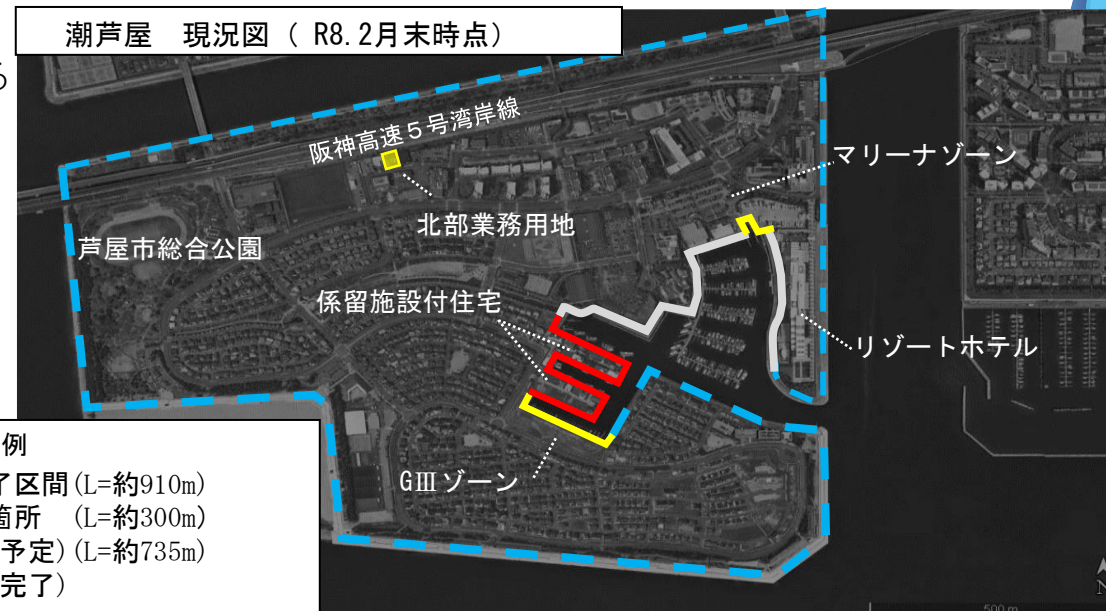 潮芦屋 現況図（ R8.2月末時点）
る
阪神高速５号湾岸線
マリーナゾーン
北部業務用地
芦屋市総合公園
係留施設付住宅
リゾートホテル
GⅢゾーン
例
了区間(L=約910m)
箇所 (L=約300m)
予定)(L=約735m)
完了)
N
500 m